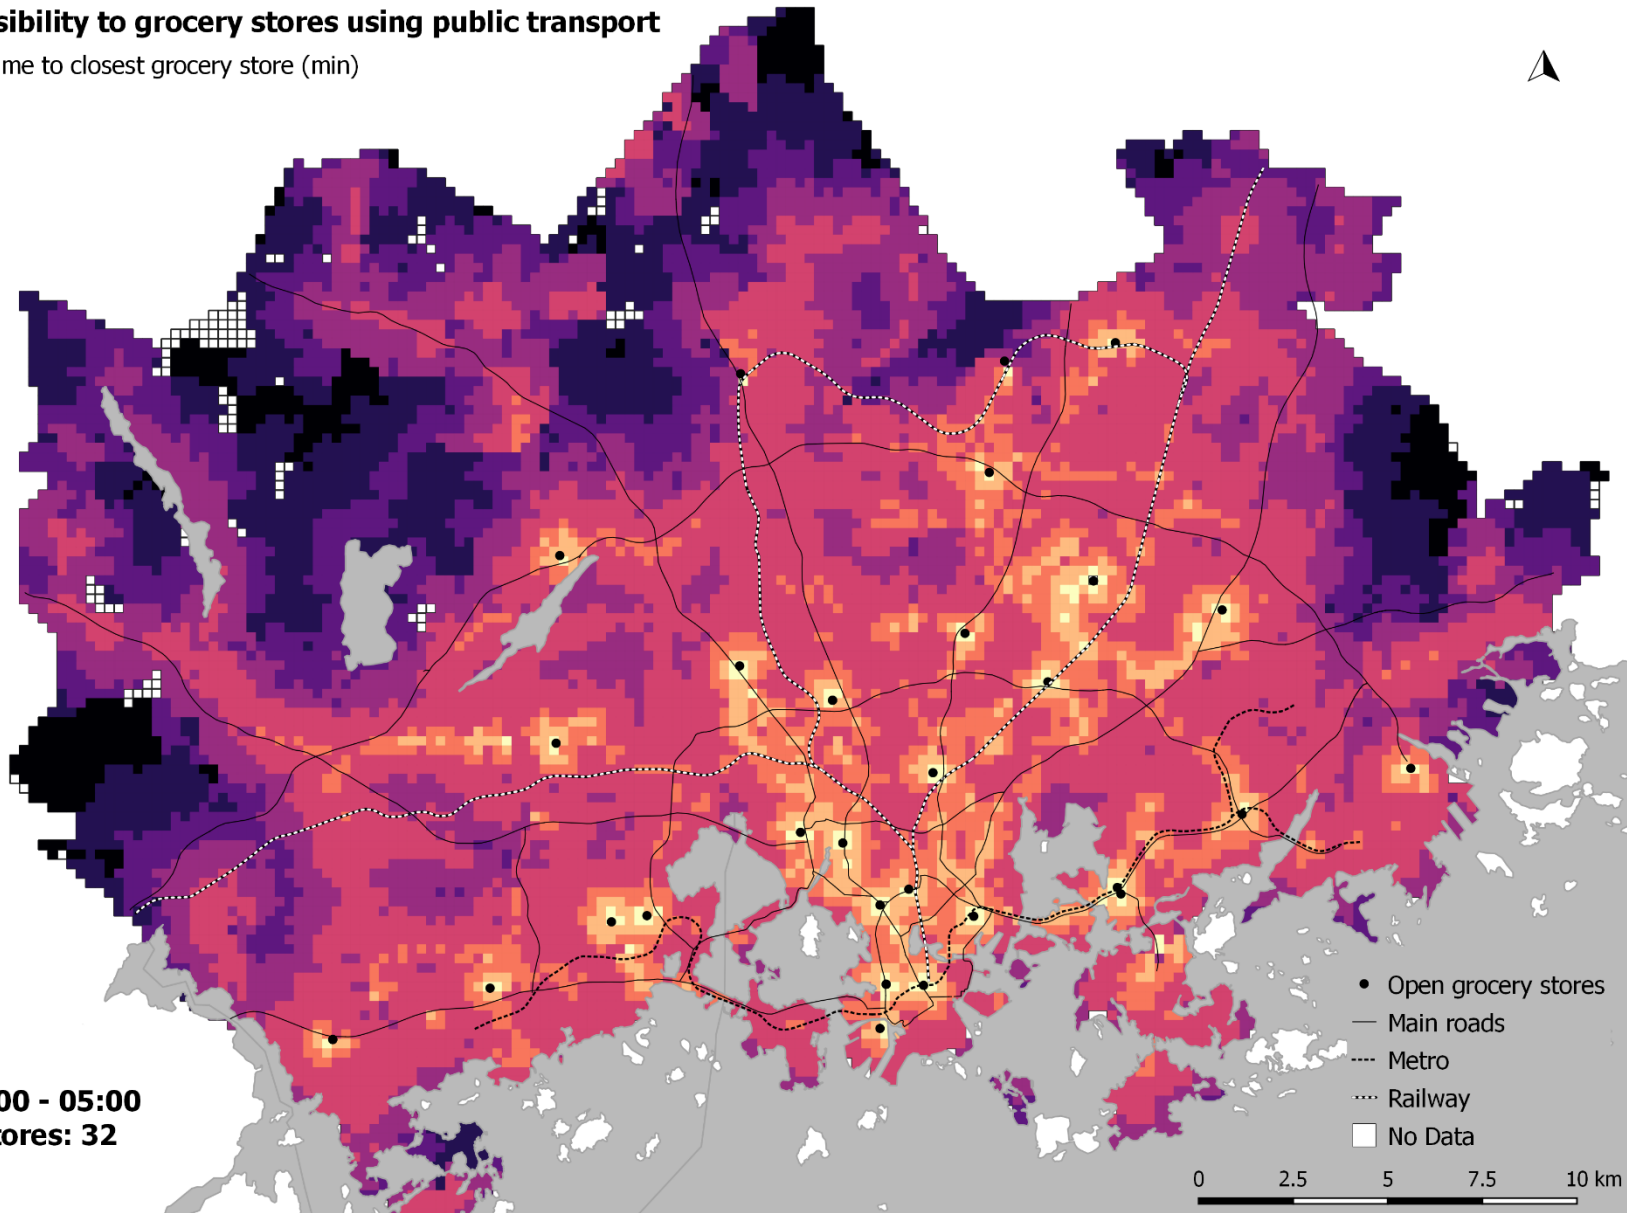 sibility to grocery stores using public transport
me to closest grocery store (min)
Open grocery stores
Main roads
Metro
Railway
No Data
00 - 05:00
tores: 32
0 2.5 5 7.5 10 km